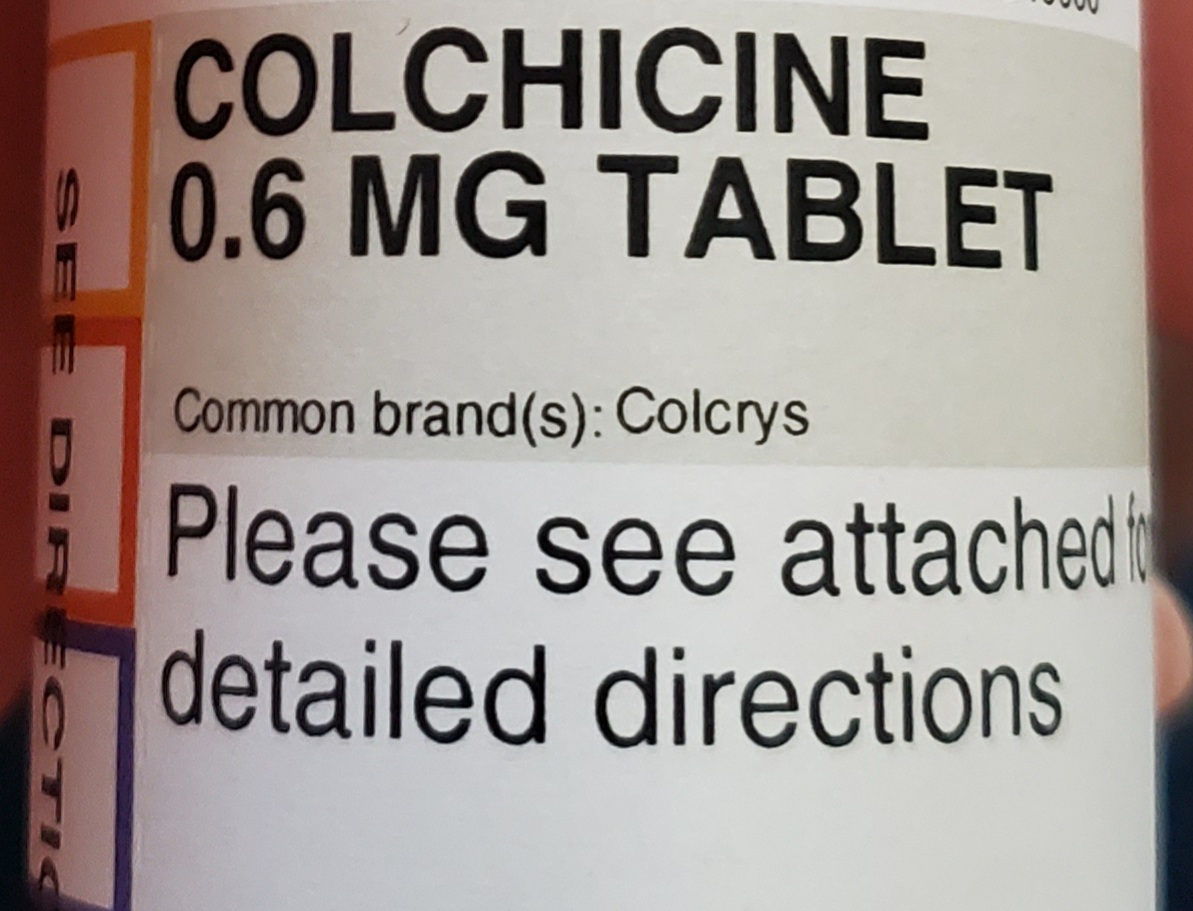 COLCHICINE
0.6 MG TABLET
Common brand(s): Colcrys
Please see attached
detailed directions
SEE DIRECTIO